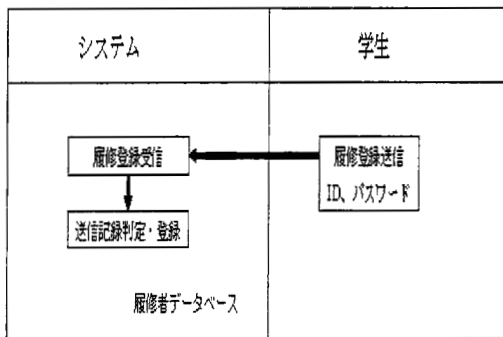 システム
学生
履修登録受信
履修登録送信
ID、パスワード
送信記録判定・登録
履修者データベース